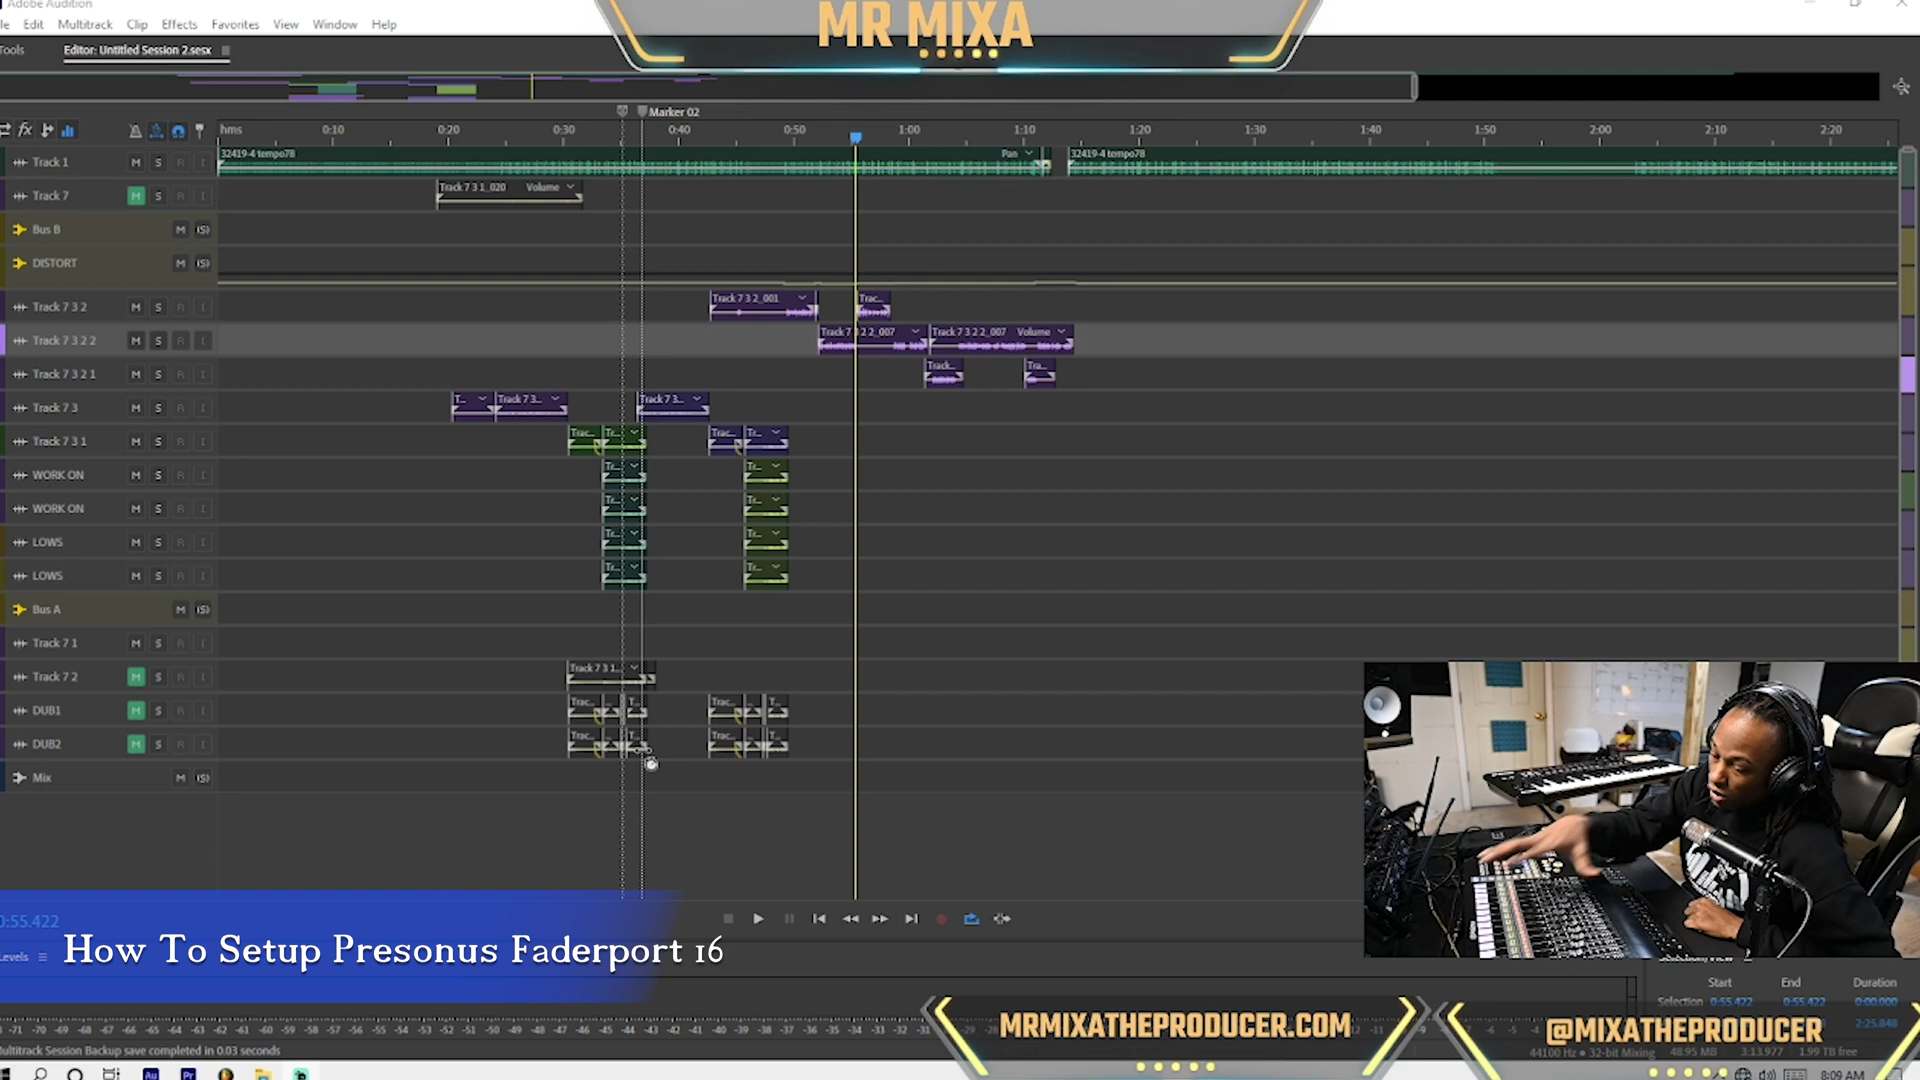 Adobe Audition
MR MIXA
Edit Multitrack Clip Effects Favorites View Window Help
Tools Editor: Untitled Session 2.sesx
Marker 02
hms 0:10 0:20 0:30 0:40 0:50 1:00 1:10 1:20 1:30 1:40 1:50 2:00 2:10 2:20
fx
Track 1 M S R I 32419-4 tempo78 Pan 32419-4 tempo78
Track 7 M S R I Track 7 3 1_020 Volume
Bus B M (S)
DISTORT M (S)
Track 7 3 2 M S R I Track 7 3 2_001 Trac...
Track 7 3 2 2 M S R I Track 7 3 2 2_007 Track 7 3 2 2_007 Volume
Track 7 3 2 1 M S R I Track... Tra...
Track 7 3 M S R I T... Track 7 3... Track 7 3...
Track 7 3 1 M S R I Trac... Tr... Trac... Tr...
WORK ON M S R I Tr... Tr...
WORK ON M S R I Tr... Tr...
LOWS M S R I Tr... Tr...
LOWS M S R I Tr... Tr...
Bus A M (S)
Track 7 1 M S R I
Track 7 2 M S R I Track 7 3 1...
DUB1 M S R I Trac... T... Trac... T...
DUB2 M S R I Trac... T... Trac... T...
Mix M (S)
0:55.422
Levels
How To Setup Presonus Faderport 16
Start End Duration
Selection 0:55.422 0:55.422 0:00.000
2:25.848
-71 -70 -69 -68 -67 -66 -65 -64 -63 -62 -61 -60 -59 -58 -57 -56 -55 -54 -53 -52 -51 -50 -49 -48 -47 -46 -45 -44 -43 -42 -41 -40 -39 -38 -37 -36 -35 -34 -33 -32 -31
MRMIXATHEPRODUCER.COM
@MIXATHEPRODUCER
Multitrack Session Backup save completed in 0.03 seconds
44100 Hz • 32-bit Mixing 48.95 MB 3:13.977 1.99 TB free
Au Pr
8:09 AM